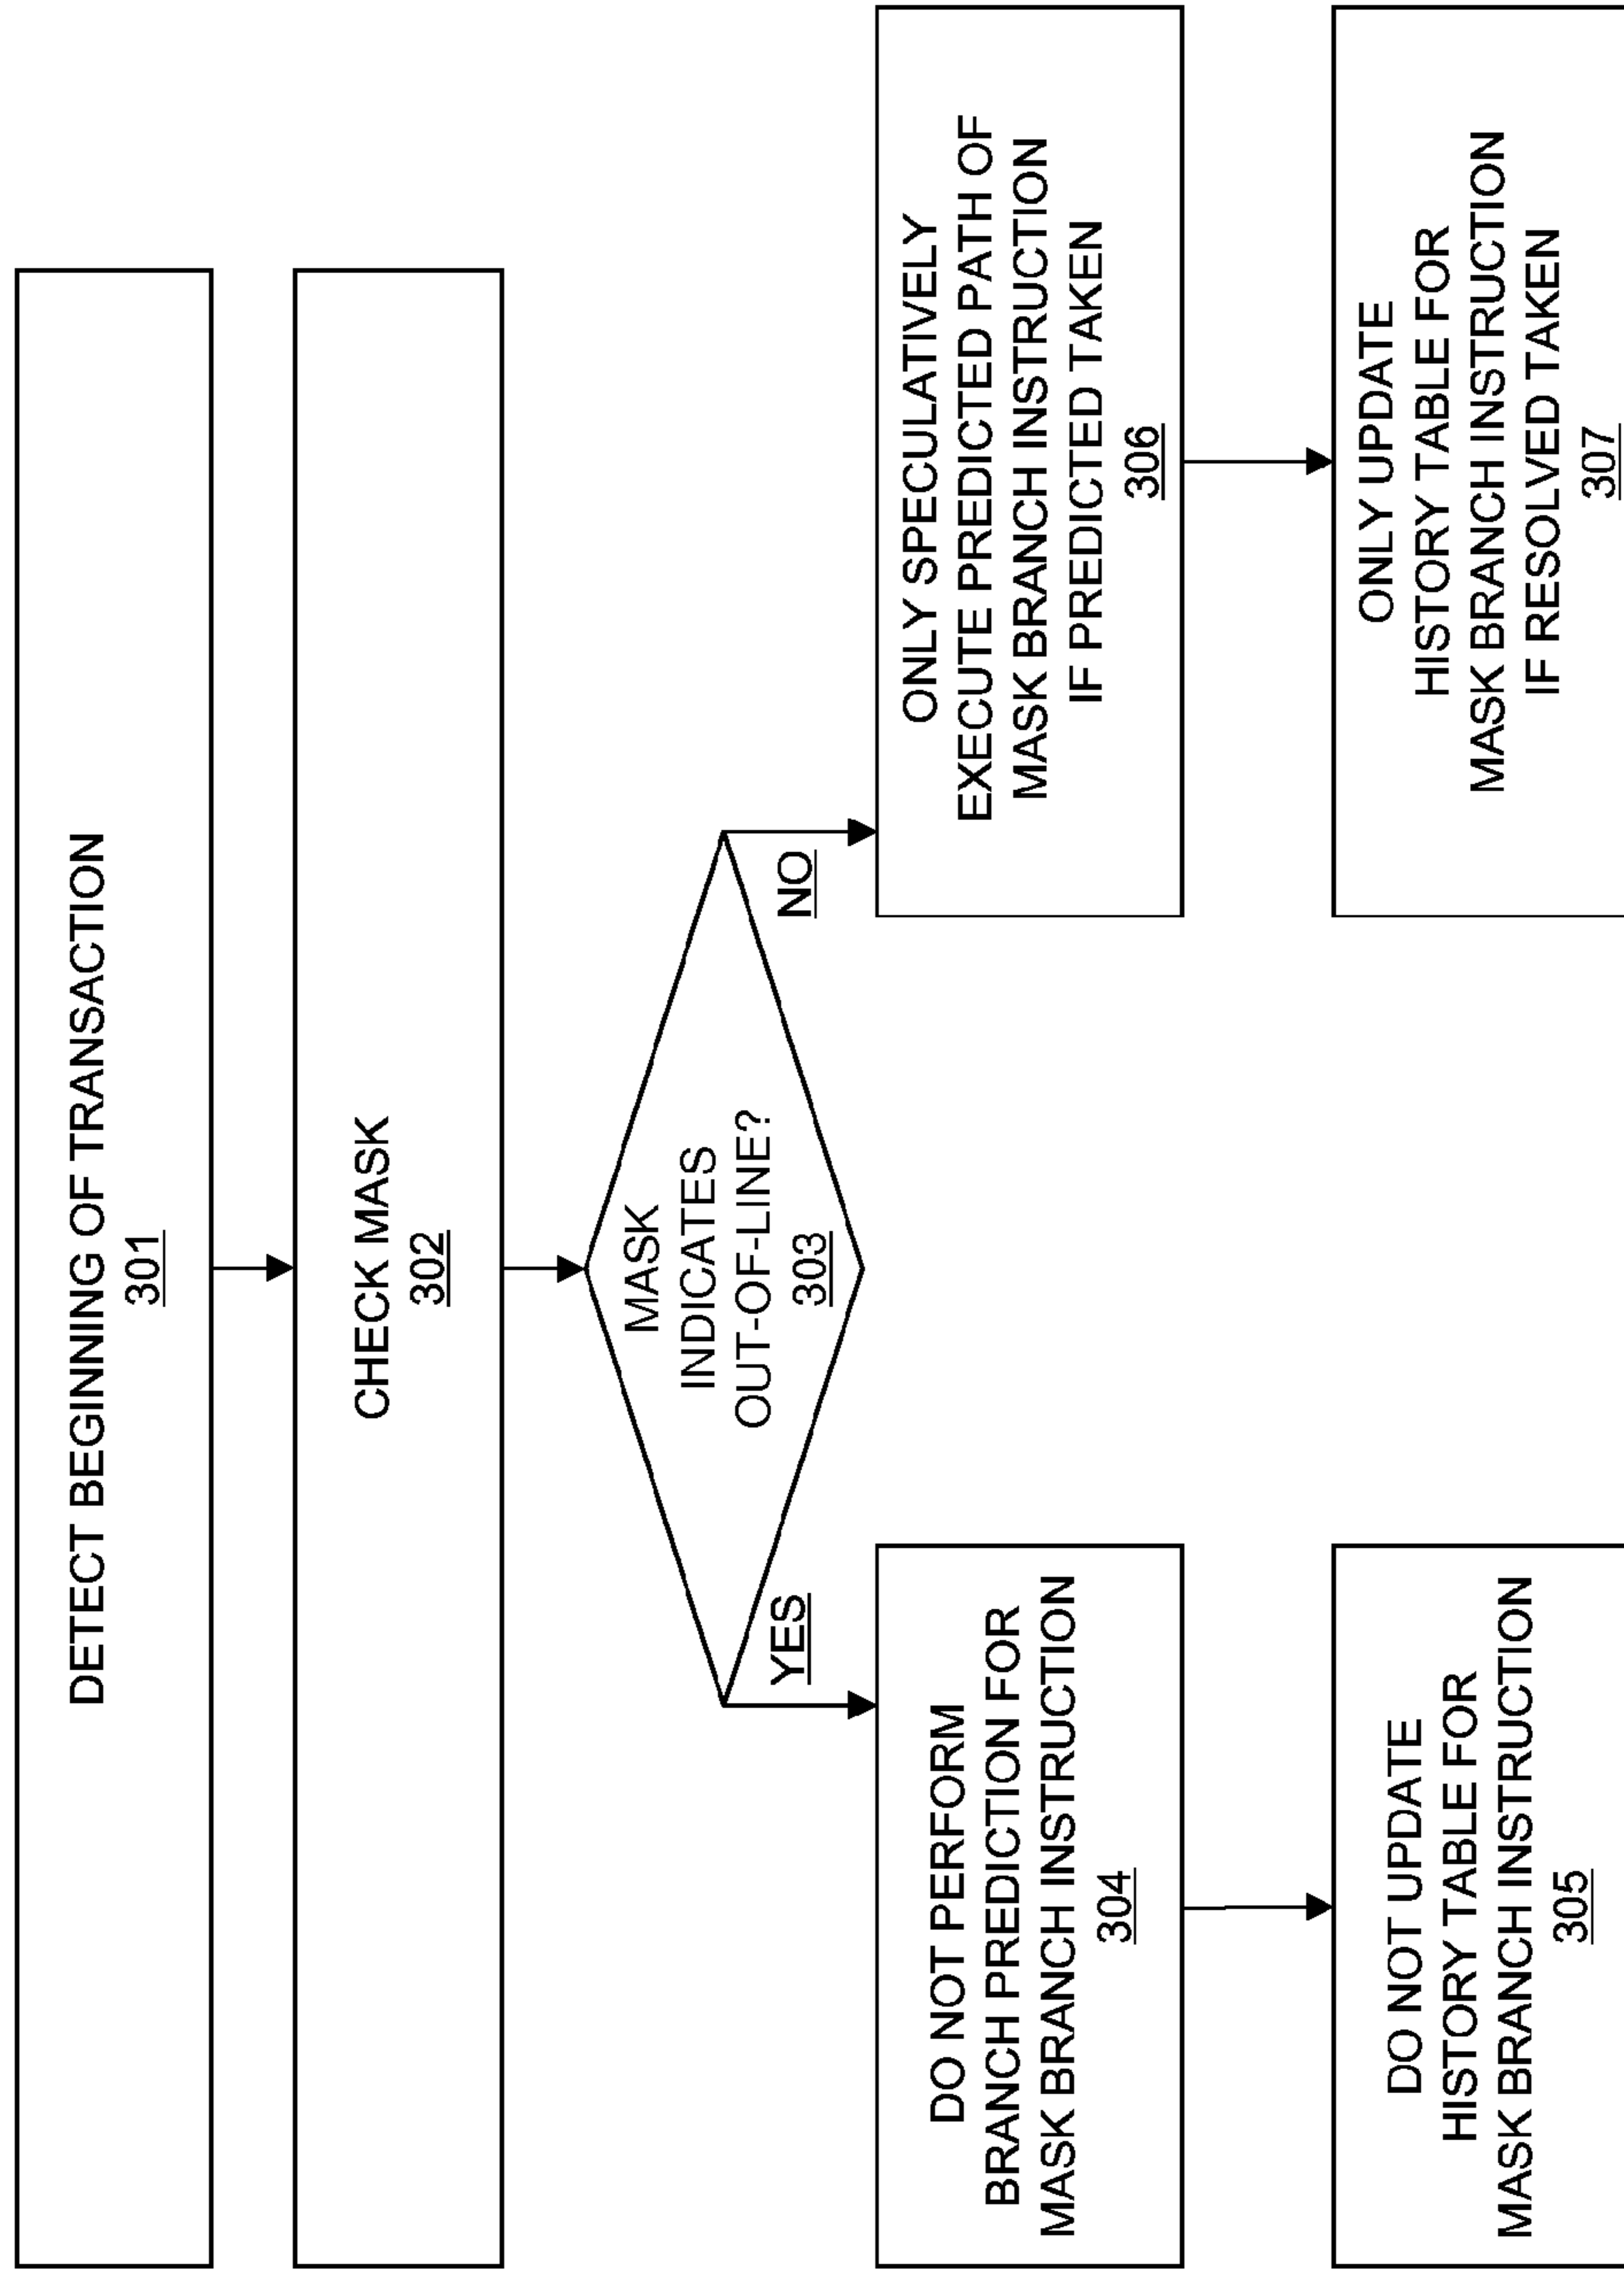 DETECT BEGINNING OF TRANSACTION
301
CHECK MASK
302
MASK
INDICATES
OUT-OF-LINE?
303
YES
NO
DO NOT PERFORM
BRANCH PREDICTION FOR
MASK BRANCH INSTRUCTION
304
DO NOT UPDATE
HISTORY TABLE FOR
MASK BRANCH INSTRUCTION
305
ONLY SPECULATIVELY
EXECUTE PREDICTED PATH OF
MASK BRANCH INSTRUCTION
IF PREDICTED TAKEN
306
ONLY UPDATE
HISTORY TABLE FOR
MASK BRANCH INSTRUCTION
IF RESOLVED TAKEN
307